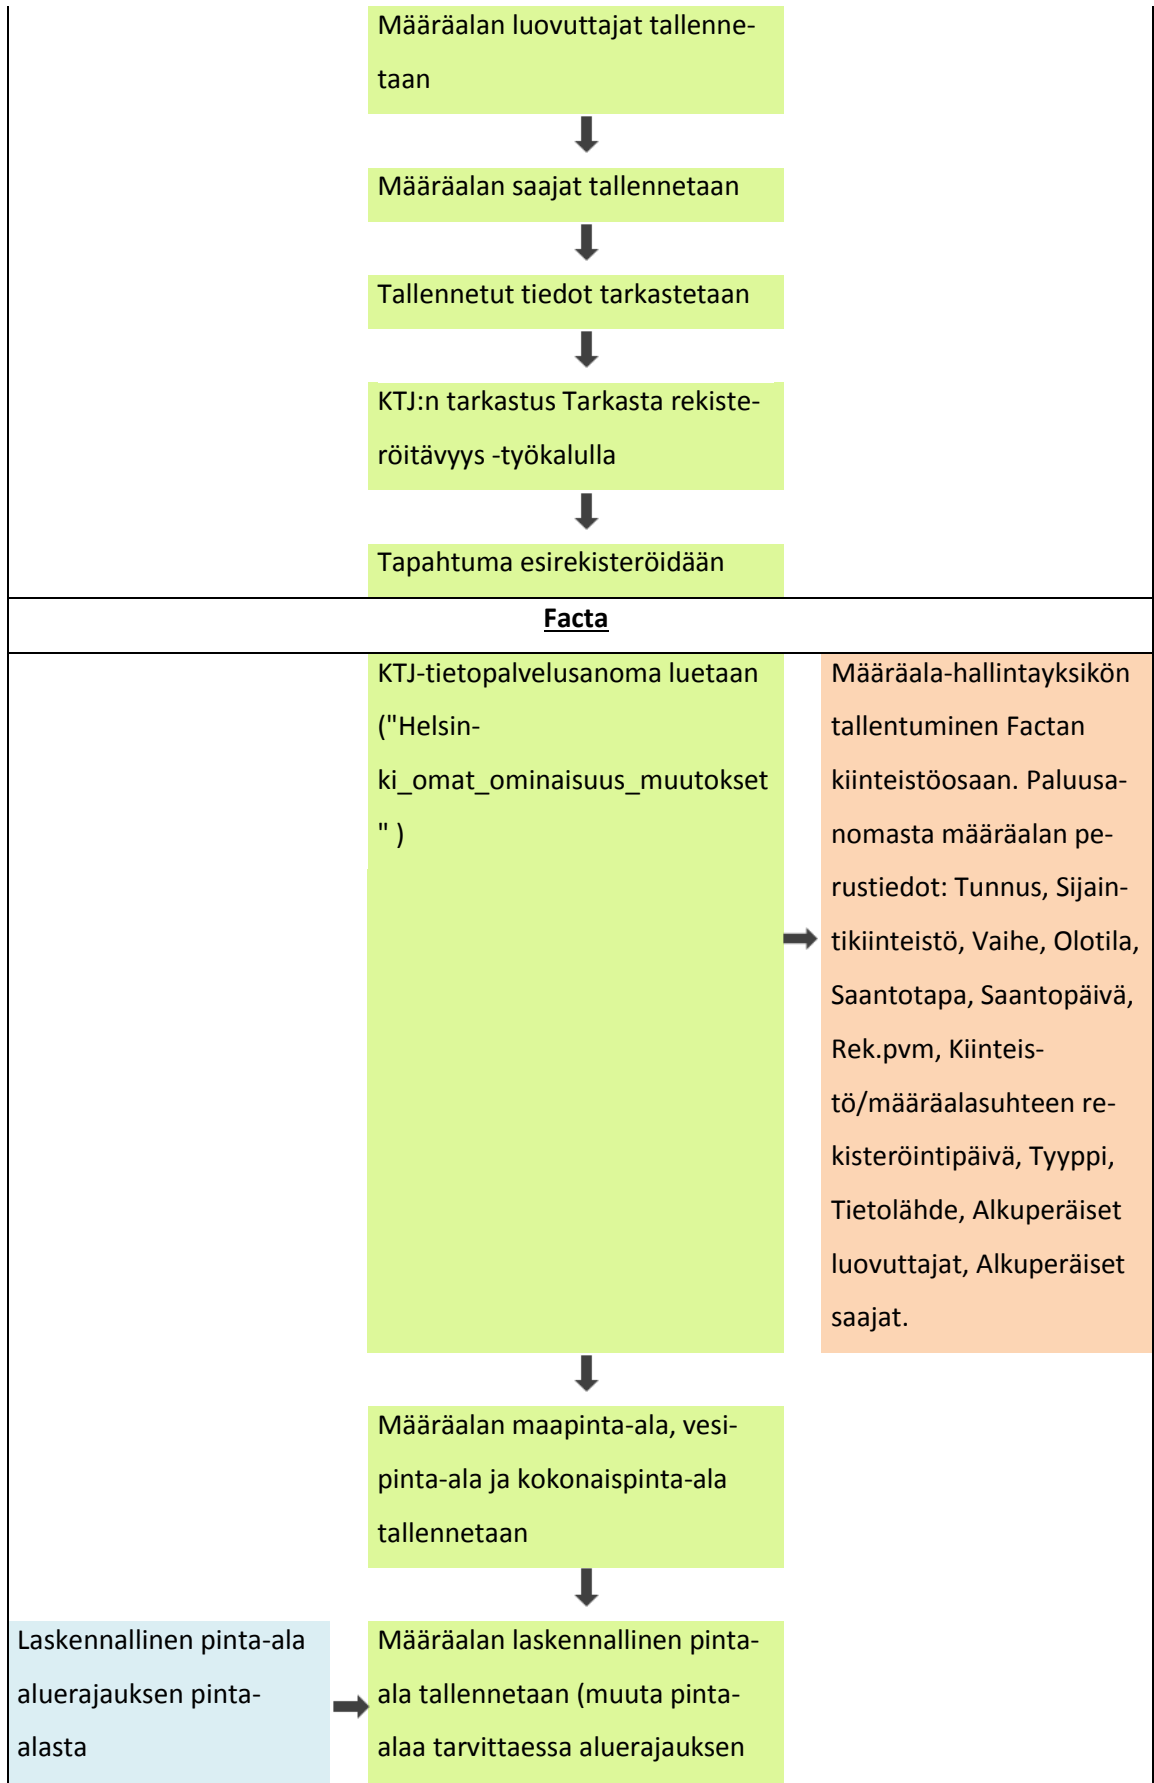 Määräalan luovuttajat tallenne-
taan
Määräalan saajat tallennetaan
Tallennetut tiedot tarkastetaan
KTJ:n tarkastus Tarkasta rekiste-
röitävyys -työkalulla
Tapahtuma esirekisteröidään
Facta
KTJ-tietopalvelusanoma luetaan
("Helsin-
ki_omat_ominaisuus_muutokset
" )
Määräala-hallintayksikön
tallentuminen Factan
kiinteistöosaan. Paluusa-
nomasta määräalan pe-
rustiedot: Tunnus, Sijain-
tikiinteistö, Vaihe, Olotila,
Saantotapa, Saantopäivä,
Rek.pvm, Kiinteis-
tö/määräalasuhteen re-
kisteröintipäivä, Tyyppi,
Tietolähde, Alkuperäiset
luovuttajat, Alkuperäiset
saajat.
Määräalan maapinta-ala, vesi-
pinta-ala ja kokonaispinta-ala
tallennetaan
Laskennallinen pinta-ala
aluerajauksen pinta-
alasta
Määräalan laskennallinen pinta-
ala tallennetaan (muuta pinta-
alaa tarvittaessa aluerajauksen